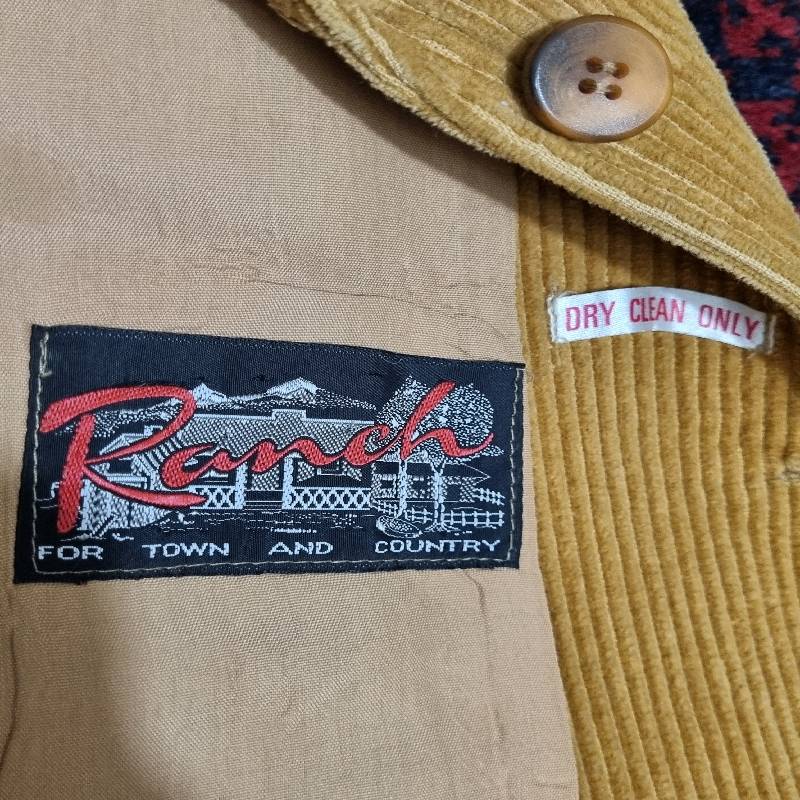 DRY CLEAN ONLY
Ranch
FOR TOWN AND COUNTRY